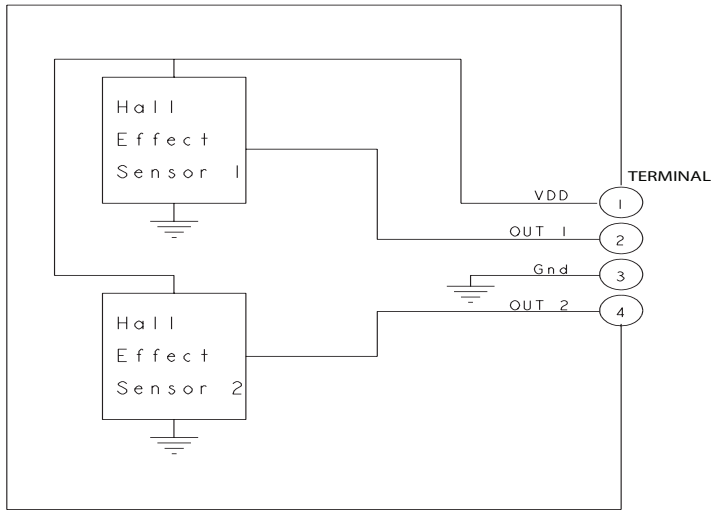 Hall
Effect
Sensor 1
TERMINAL
VDD
1
OUT 1
2
Gnd
3
OUT 2
4
Hall
Effect
Sensor 2